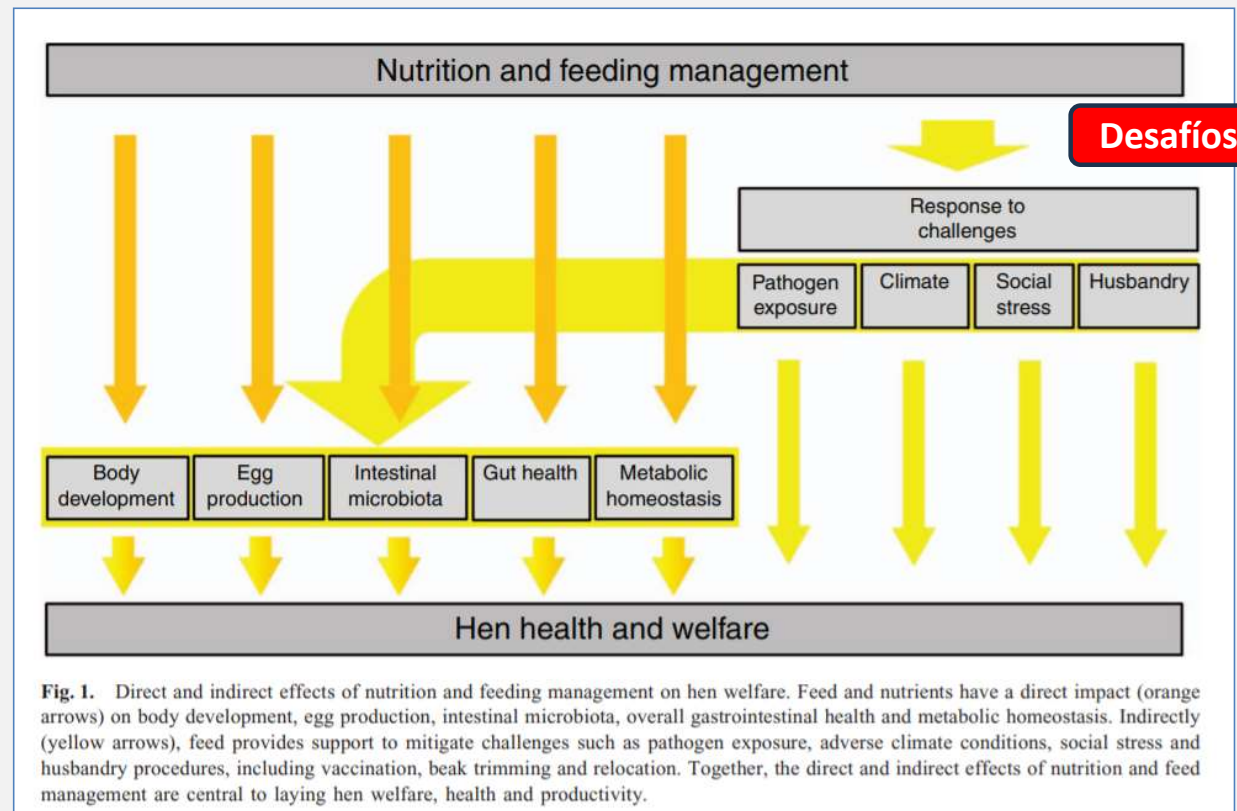 Nutrition and feeding management
Desafíos
Response to
challenges
Pathogen
exposure
Climate
Social
stress
Husbandry
Body
development
Egg
production
Intestinal
microbiota
Gut health
Metabolic
homeostasis
Hen health and welfare
Fig. 1. Direct and indirect effects of nutrition and feeding management on hen welfare. Feed and nutrients have a direct impact (orange
arrows) on body development, egg production, intestinal microbiota, overall gastrointestinal health and metabolic homeostasis. Indirectly
(yellow arrows), feed provides support to mitigate challenges such as pathogen exposure, adverse climate conditions, social stress and
husbandry procedures, including vaccination, beak trimming and relocation. Together, the direct and indirect effects of nutrition and feed
management are central to laying hen welfare, health and productivity.